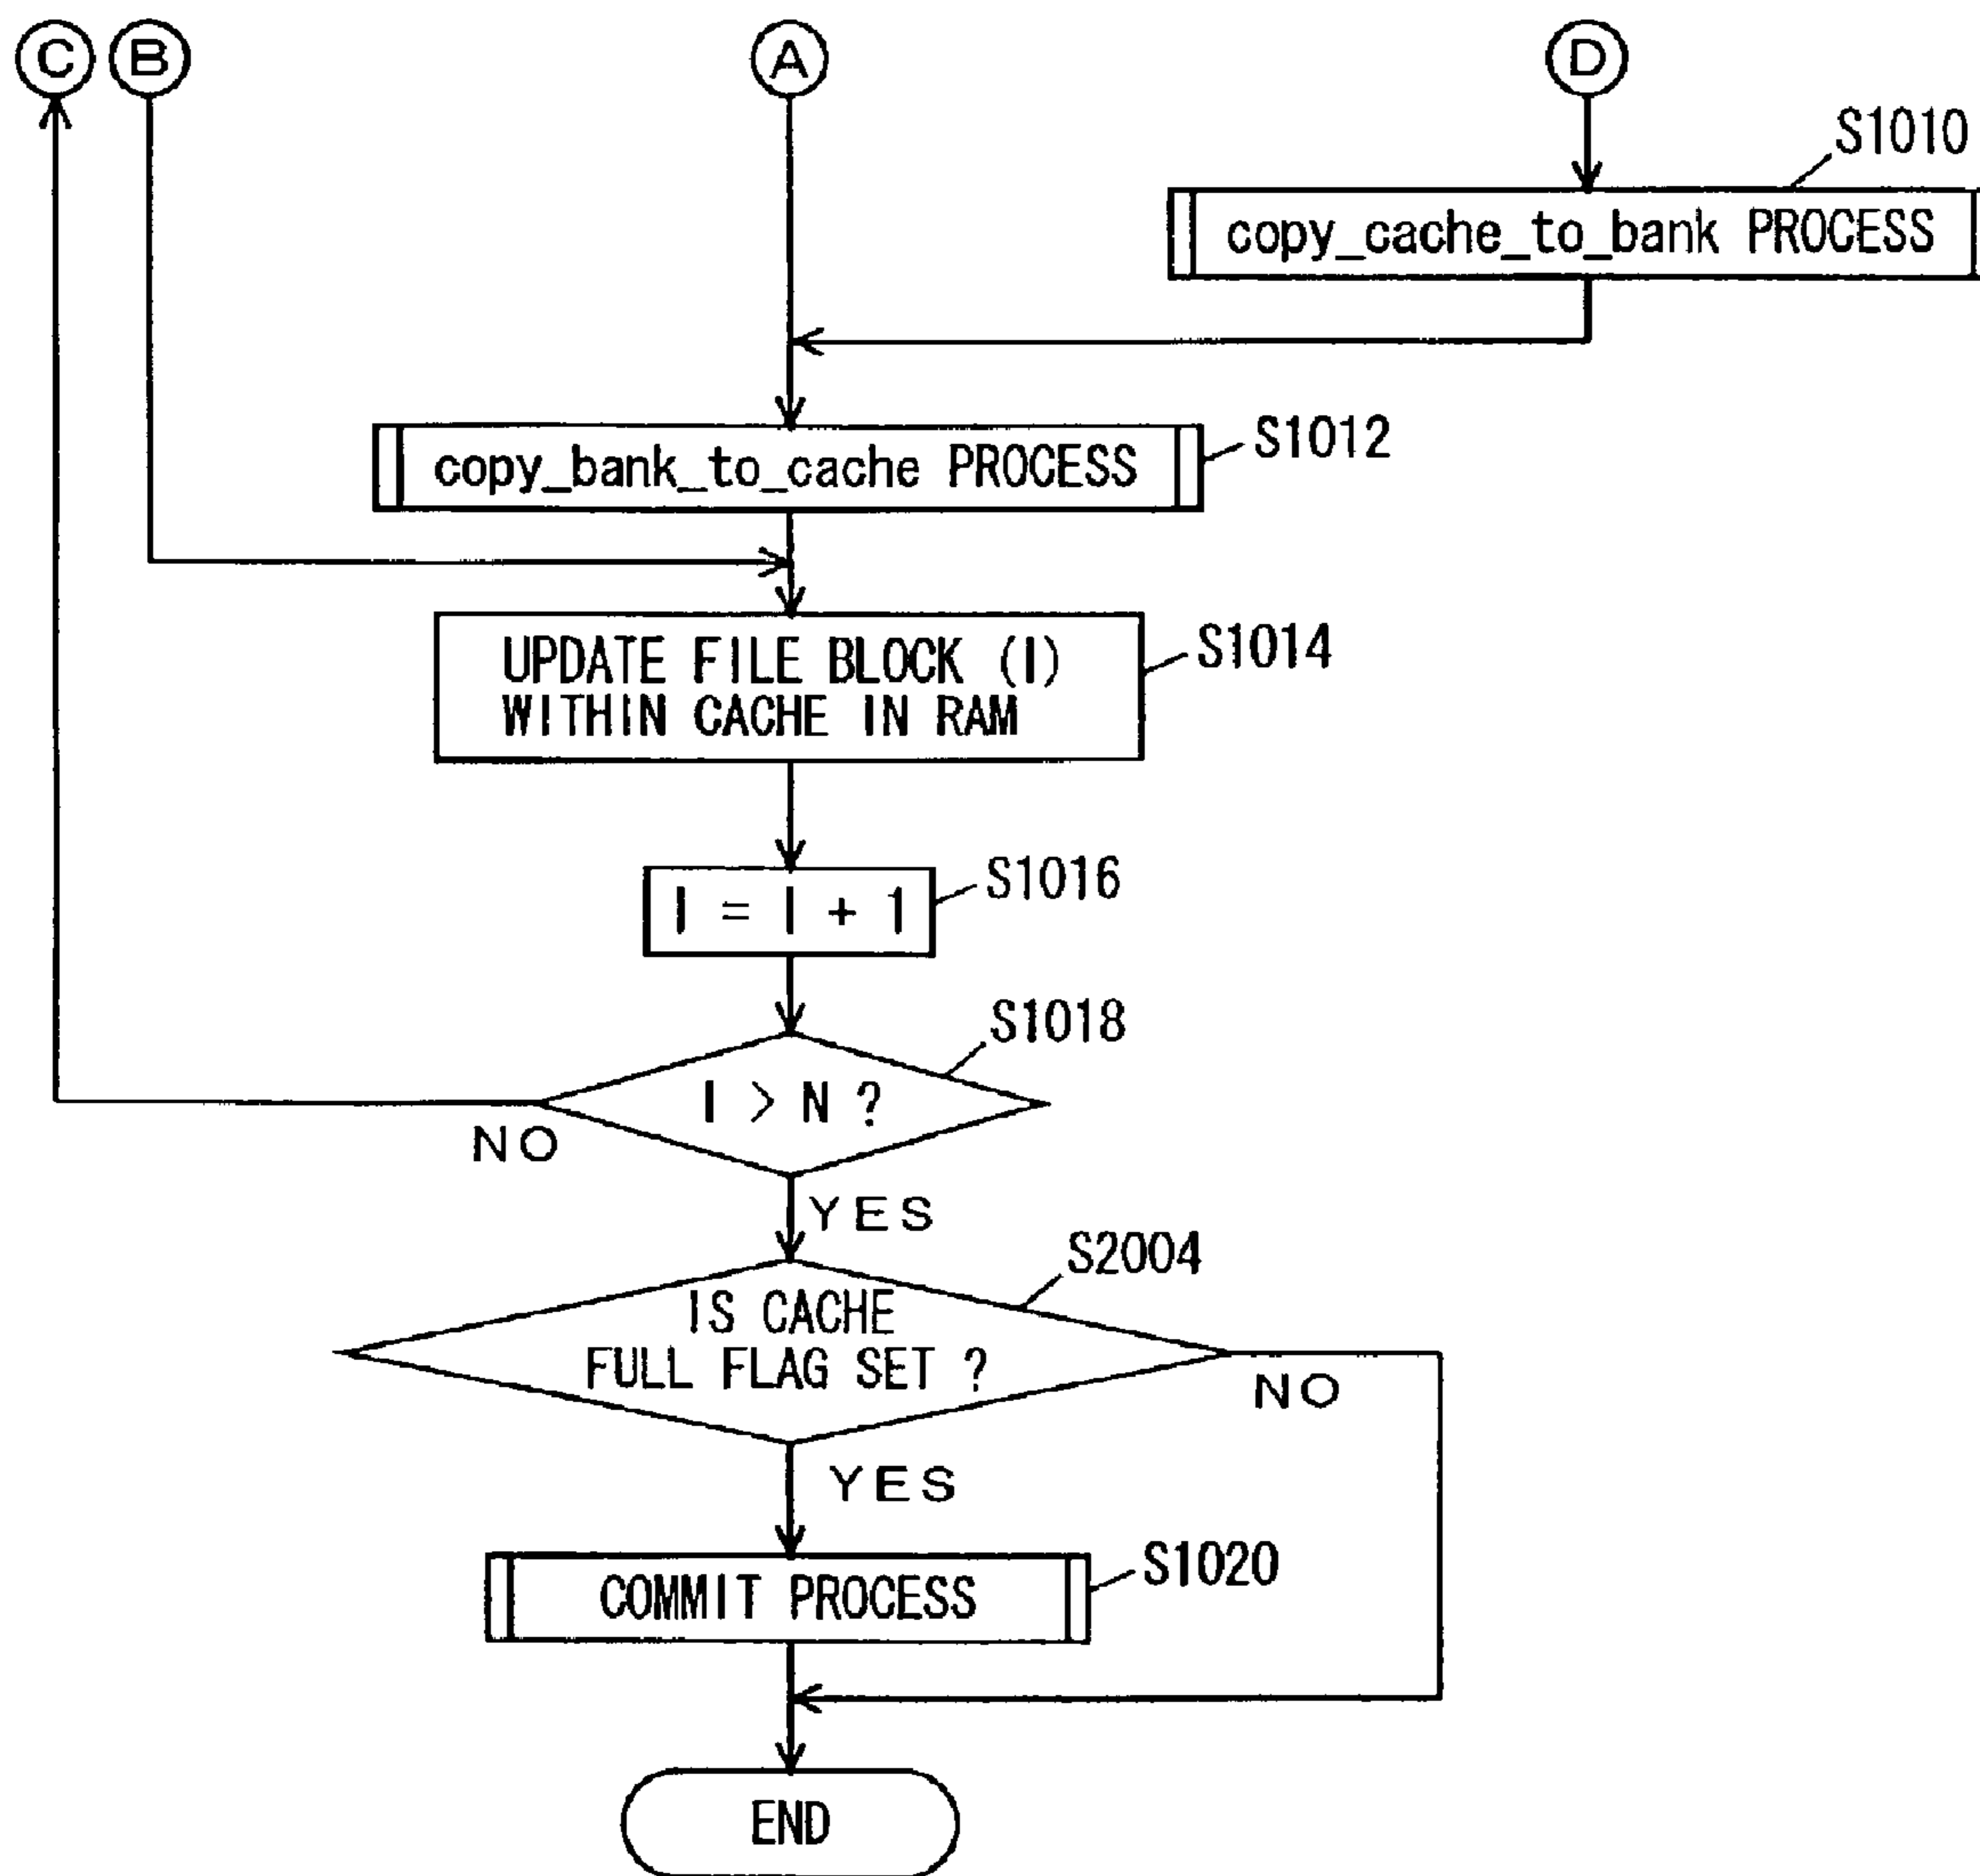 C B A D
S1010
copy_cache_to_bank PROCESS
S1012
copy_bank_to_cache PROCESS
S1014
UPDATE FILE BLOCK (I)
WITHIN CACHE IN RAM
S1016
I = I + 1
S1018
I > N ?
NO
YES
S2004
IS CACHE
FULL FLAG SET ?
NO
YES
S1020
COMMIT PROCESS
END